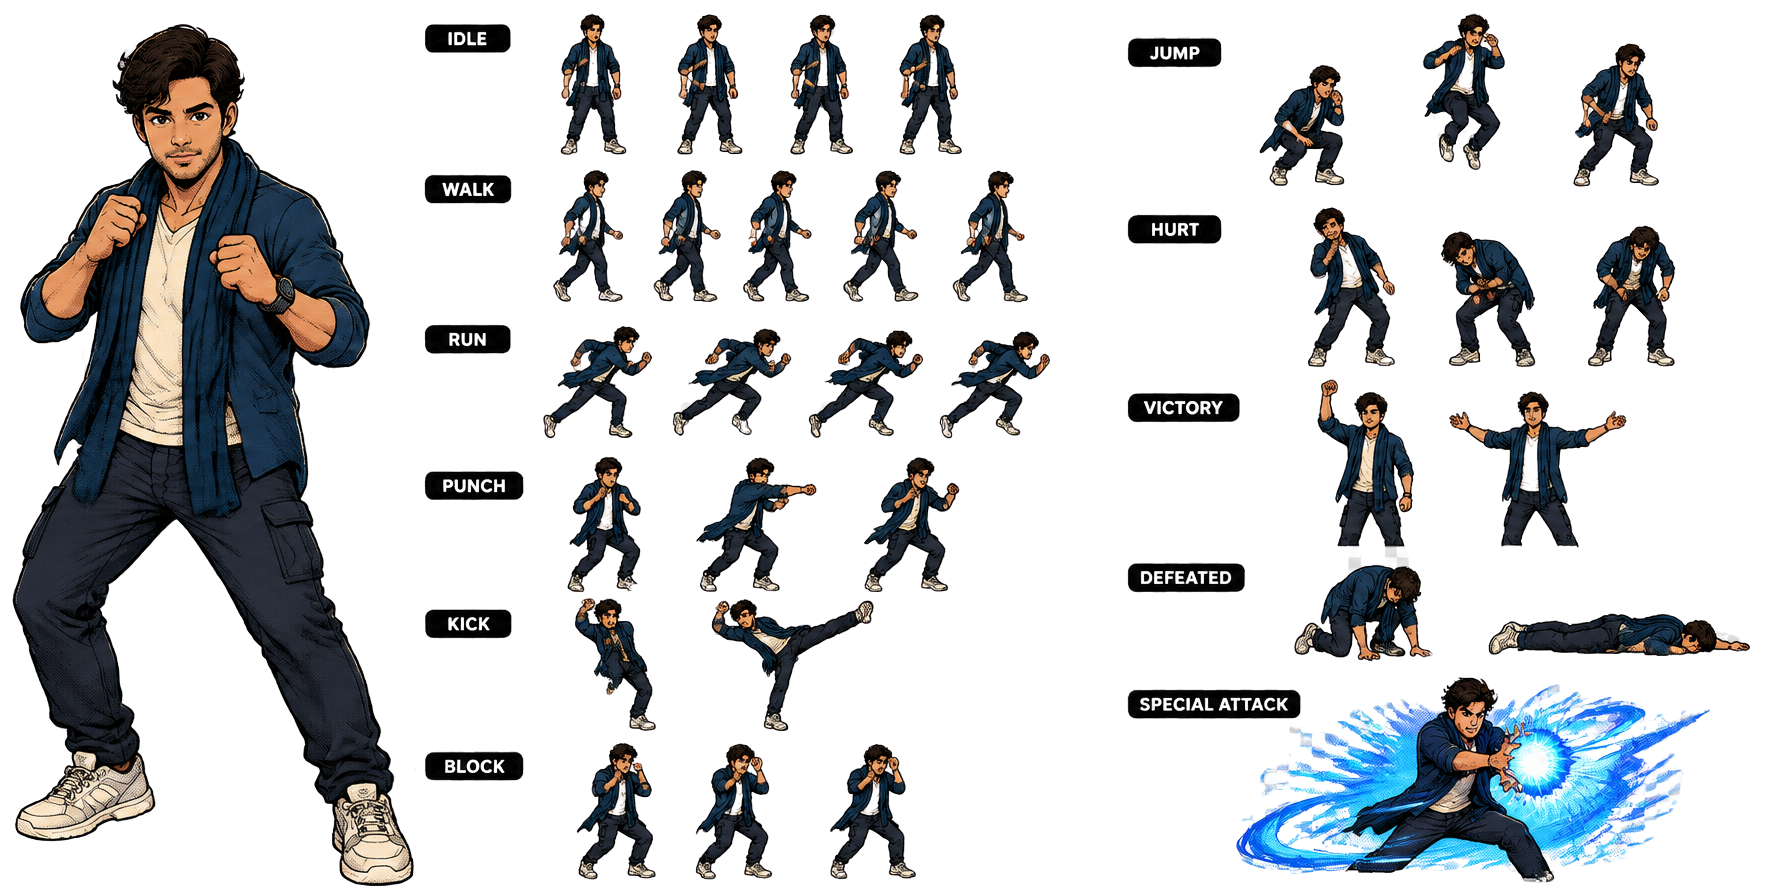 IDLE
WALK
RUN
PUNCH
KICK
BLOCK
JUMP
HURT
VICTORY
DEFEATED
SPECIAL ATTACK